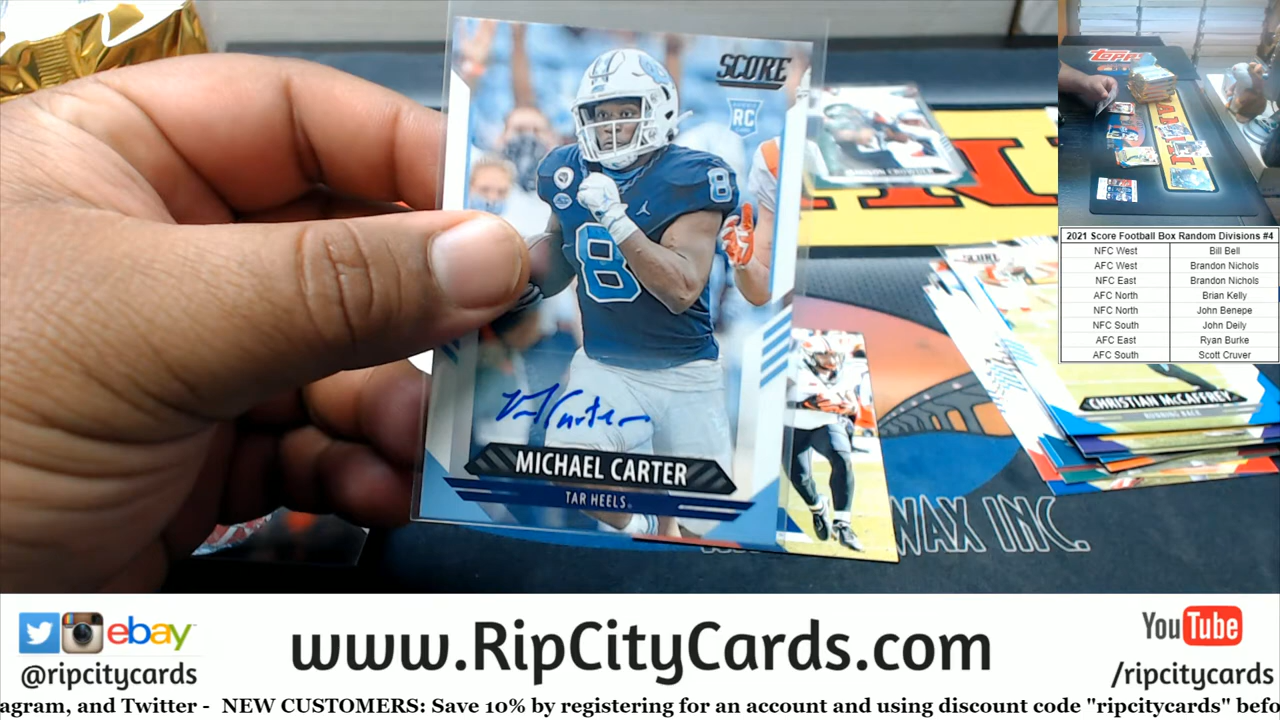 SCORE
RC
8
8
MICHAEL CARTER
TAR HEELS
CHRISTIAN McCAFFREY
RUNNING BACK
WAX INC.
Topps
2021 Score Football Box Random Divisions #4
NFC West Bill Bell
AFC West Brandon Nichols
NFC East Brandon Nichols
AFC North Brian Kelly
NFC North John Benepe
NFC South John Deily
AFC East Ryan Burke
AFC South Scott Cruver
ebay
@ripcitycards
www.RipCityCards.com
YouTube
/ripcitycards
agram, and Twitter - NEW CUSTOMERS: Save 10% by registering for an account and using discount code "ripcitycards" befo